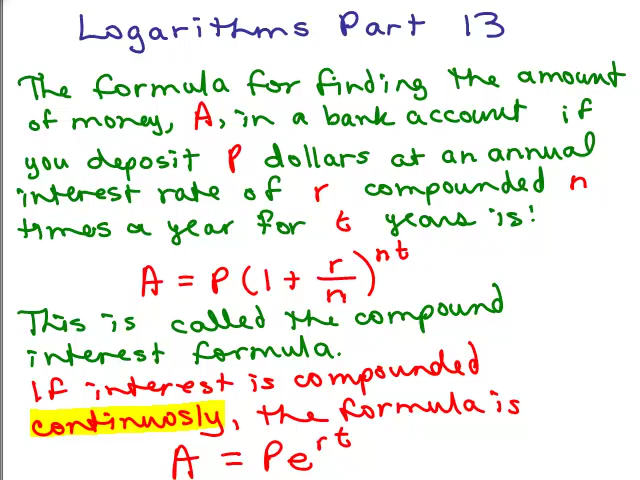 Logarithms Part 13
The formula for finding the amount
of money, A, in a bank account if
you deposit P dollars at an annual
interest rate of r compounded n
times a year for t years is:
A = P (1 + r/n)^nt
This is called the compound
interest formula.
If interest is compounded
continuosly, the formula is
A = Pe^rt